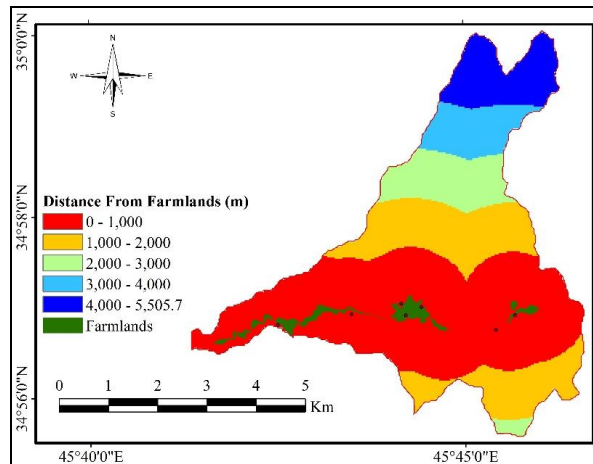 35°0'0"N
N
W E
S
Distance From Farmlands (m)
0 - 1,000
1,000 - 2,000
2,000 - 3,000
3,000 - 4,000
4,000 - 5,505.7
Farmlands
34°58'0"N
0 1 2 3 4 5
Km
34°56'0"N
45°40'0"E 45°45'0"E